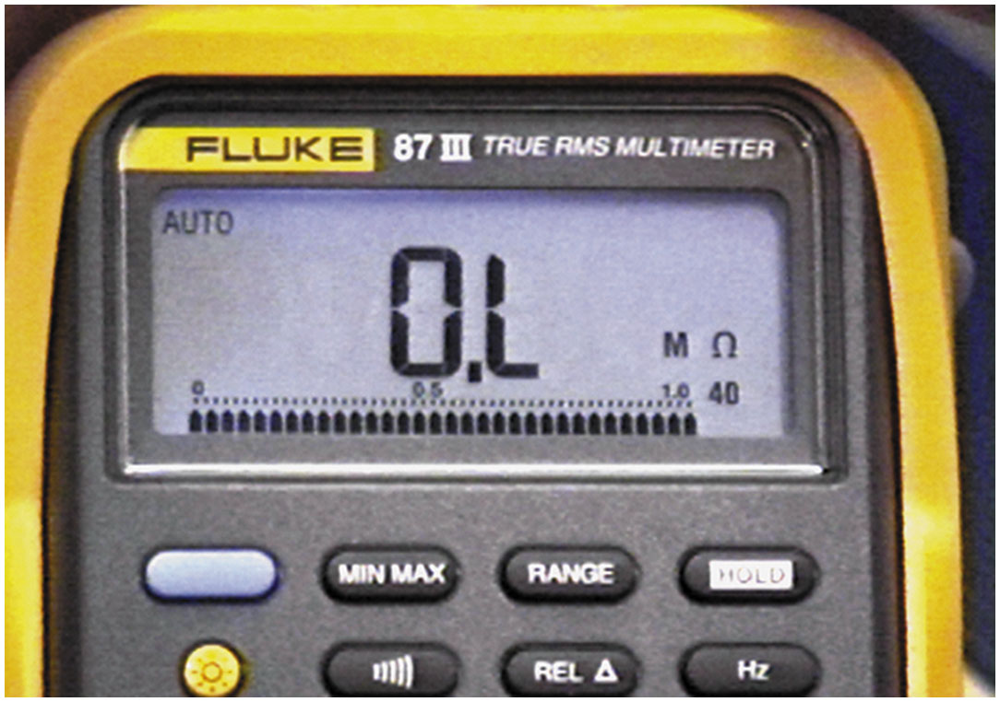 FLUKE 87 III TRUE RMS MULTIMETER
AUTO
0.L
M Ω
0 0.5 1.0 40
MIN MAX RANGE HOLD
REL Δ Hz